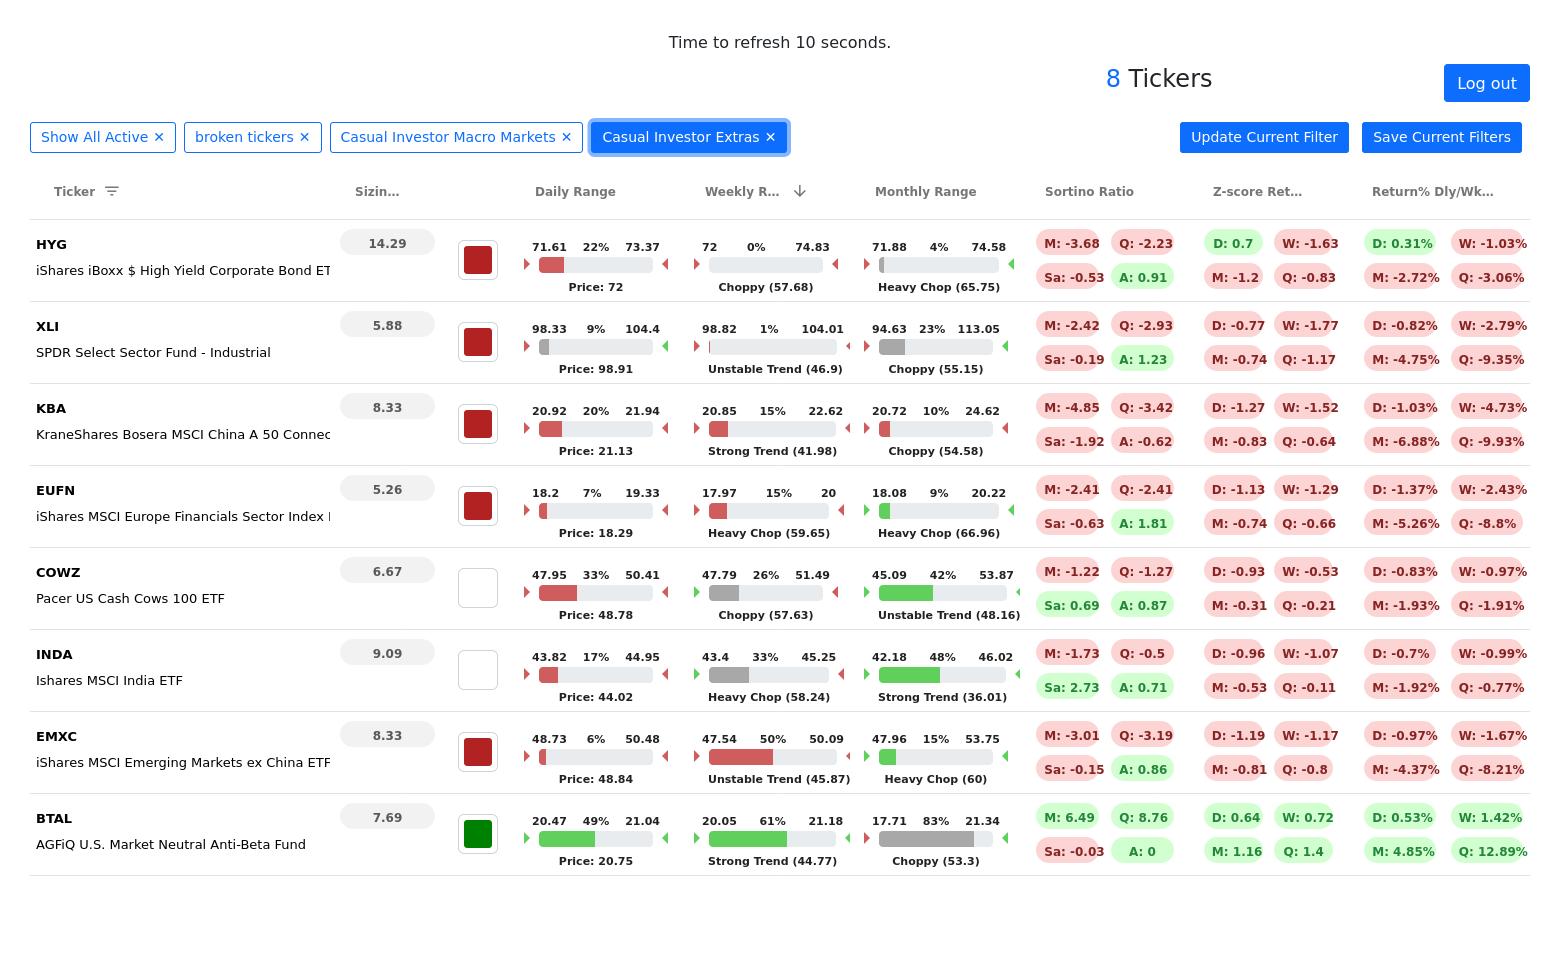 Time to refresh 10 seconds.
8 Tickers
Log out
Show All Active ✕ broken tickers ✕ Casual Investor Macro Markets ✕ Casual Investor Extras ✕ Update Current Filter Save Current Filters
Ticker Sizin... Daily Range Weekly R... Monthly Range Sortino Ratio Z-score Ret... Return% Dly/Wk...
HYG 14.29 71.61 22% 73.37 72 0% 74.83 71.88 4% 74.58 M: -3.68 Q: -2.23 D: 0.7 W: -1.63 D: 0.31% W: -1.03%
iShares iBoxx $ High Yield Corporate Bond ET Price: 72 Choppy (57.68) Heavy Chop (65.75) Sa: -0.53 A: 0.91 M: -1.2 Q: -0.83 M: -2.72% Q: -3.06%
XLI 5.88 98.33 9% 104.4 98.82 1% 104.01 94.63 23% 113.05 M: -2.42 Q: -2.93 D: -0.77 W: -1.77 D: -0.82% W: -2.79%
SPDR Select Sector Fund - Industrial Price: 98.91 Unstable Trend (46.9) Choppy (55.15) Sa: -0.19 A: 1.23 M: -0.74 Q: -1.17 M: -4.75% Q: -9.35%
KBA 8.33 20.92 20% 21.94 20.85 15% 22.62 20.72 10% 24.62 M: -4.85 Q: -3.42 D: -1.27 W: -1.52 D: -1.03% W: -4.73%
KraneShares Bosera MSCI China A 50 Connec Price: 21.13 Strong Trend (41.98) Choppy (54.58) Sa: -1.92 A: -0.62 M: -0.83 Q: -0.64 M: -6.88% Q: -9.93%
EUFN 5.26 18.2 7% 19.33 17.97 15% 20 18.08 9% 20.22 M: -2.41 Q: -2.41 D: -1.13 W: -1.29 D: -1.37% W: -2.43%
iShares MSCI Europe Financials Sector Index Price: 18.29 Heavy Chop (59.65) Heavy Chop (66.96) Sa: -0.63 A: 1.81 M: -0.74 Q: -0.66 M: -5.26% Q: -8.8%
COWZ 6.67 47.95 33% 50.41 47.79 26% 51.49 45.09 42% 53.87 M: -1.22 Q: -1.27 D: -0.93 W: -0.53 D: -0.83% W: -0.97%
Pacer US Cash Cows 100 ETF Price: 48.78 Choppy (57.63) Unstable Trend (48.16) Sa: 0.69 A: 0.87 M: -0.31 Q: -0.21 M: -1.93% Q: -1.91%
INDA 9.09 43.82 17% 44.95 43.4 33% 45.25 42.18 48% 46.02 M: -1.73 Q: -0.5 D: -0.96 W: -1.07 D: -0.7% W: -0.99%
Ishares MSCI India ETF Price: 44.02 Heavy Chop (58.24) Strong Trend (36.01) Sa: 2.73 A: 0.71 M: -0.53 Q: -0.11 M: -1.92% Q: -0.77%
EMXC 8.33 48.73 6% 50.48 47.54 50% 50.09 47.96 15% 53.75 M: -3.01 Q: -3.19 D: -1.19 W: -1.17 D: -0.97% W: -1.67%
iShares MSCI Emerging Markets ex China ETF Price: 48.84 Unstable Trend (45.87) Heavy Chop (60) Sa: -0.15 A: 0.86 M: -0.81 Q: -0.8 M: -4.37% Q: -8.21%
BTAL 7.69 20.47 49% 21.04 20.05 61% 21.18 17.71 83% 21.34 M: 6.49 Q: 8.76 D: 0.64 W: 0.72 D: 0.53% W: 1.42%
AGFiQ U.S. Market Neutral Anti-Beta Fund Price: 20.75 Strong Trend (44.77) Choppy (53.3) Sa: -0.03 A: 0 M: 1.16 Q: 1.4 M: 4.85% Q: 12.89%